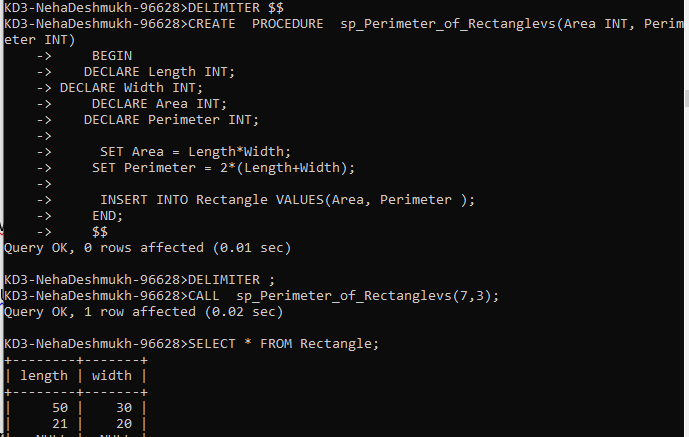 KD3-NehaDeshmukh-96628>DELIMITER $$
KD3-NehaDeshmukh-96628>CREATE  PROCEDURE  sp_Perimeter_of_Rectanglevs(Area INT, Perim
eter INT)
    ->     BEGIN
    ->    DECLARE Length INT;
    -> DECLARE Width INT;
    ->     DECLARE Area INT;
    ->    DECLARE Perimeter INT;
    ->
    ->      SET Area = Length*Width;
    ->     SET Perimeter = 2*(Length+Width);
    ->
    ->      INSERT INTO Rectangle VALUES(Area, Perimeter );
    ->     END;
    ->     $$
Query OK, 0 rows affected (0.01 sec)
KD3-NehaDeshmukh-96628>DELIMITER ;
KD3-NehaDeshmukh-96628>CALL  sp_Perimeter_of_Rectanglevs(7,3);
Query OK, 1 row affected (0.02 sec)
KD3-NehaDeshmukh-96628>SELECT * FROM Rectangle;
+--------+-------+
| length | width |
+--------+-------+
|     50 |    30 |
|     21 |    20 |